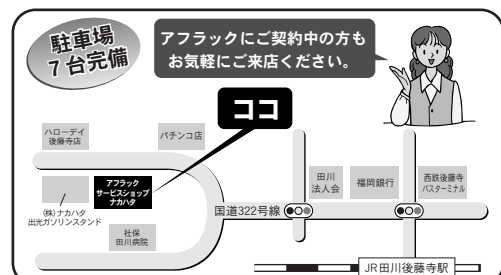 駐車場
7台完備
アフラックにご契約中の方も
お気軽にご来店ください。
ココ
ハローデイ
後藤寺店
パチンコ店
アフラック
サービスショップ
ナカハタ
(株)ナカハタ
出光ガソリンスタンド
社保
田川病院
国道322号線
田川
法人会
福岡銀行
西鉄後藤寺
バスターミナル
JR田川後藤寺駅